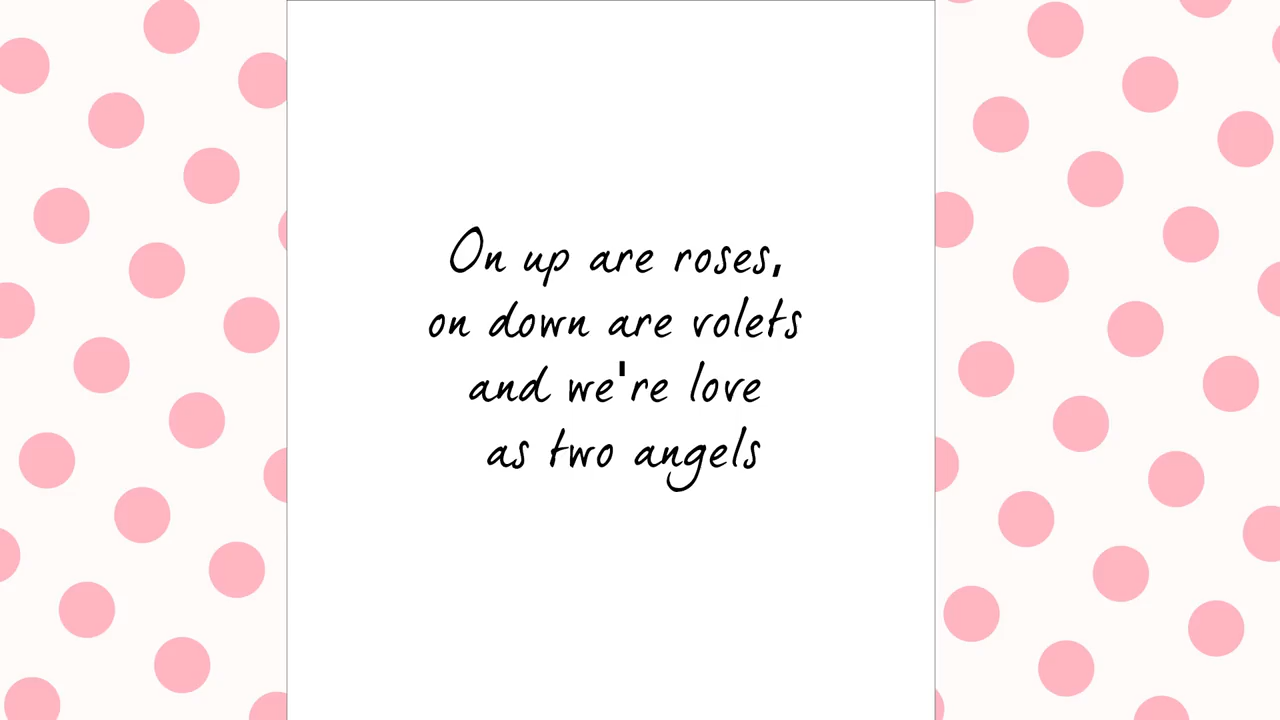 On up are roses,
on down are volets
and we're love
as two angels